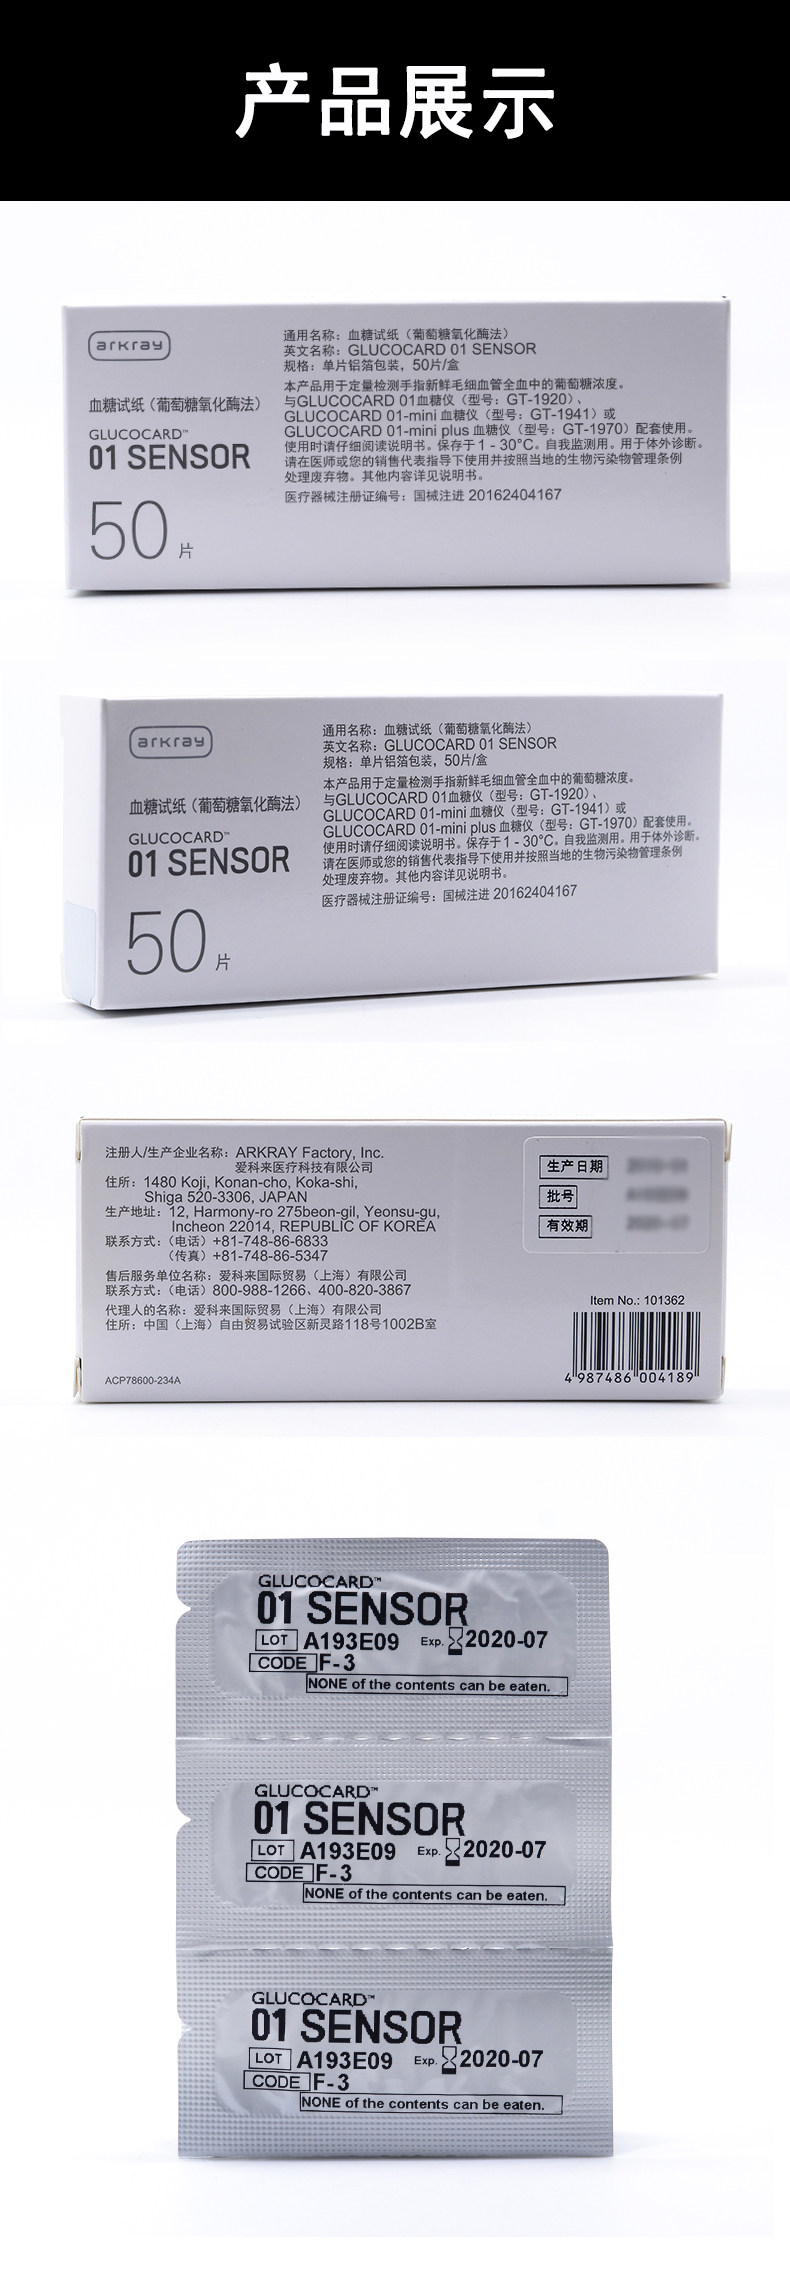 产品展示
arkray
血糖试纸（葡萄糖氧化酶法）
GLUCOCARD™
01 SENSOR
50片
通用名称：血糖试纸（葡萄糖氧化酶法）
英文名称：GLUCOCARD 01 SENSOR
规格：单片铝箔包装，50片/盒
本产品用于定量检测手指新鲜毛细血管全血中的葡萄糖浓度。
与GLUCOCARD 01血糖仪（型号：GT-1920）、
GLUCOCARD 01-mini 血糖仪（型号：GT-1941）或
GLUCOCARD 01-mini plus 血糖仪（型号：GT-1970）配套使用。
使用时请仔细阅读说明书。保存于1 - 30°C。自我监测用。用于体外诊断。
请在医师或您的销售代表指导下使用并按照当地的生物污染物管理条例
处理废弃物。其他内容详见说明书。
医疗器械注册证编号：国械注进 20162404167
arkray
血糖试纸（葡萄糖氧化酶法）
GLUCOCARD™
01 SENSOR
50片
通用名称：血糖试纸（葡萄糖氧化酶法）
英文名称：GLUCOCARD 01 SENSOR
规格：单片铝箔包装，50片/盒
本产品用于定量检测手指新鲜毛细血管全血中的葡萄糖浓度。
与GLUCOCARD 01血糖仪（型号：GT-1920）、
GLUCOCARD 01-mini 血糖仪（型号：GT-1941）或
GLUCOCARD 01-mini plus 血糖仪（型号：GT-1970）配套使用。
使用时请仔细阅读说明书。保存于1 - 30°C。自我监测用。用于体外诊断。
请在医师或您的销售代表指导下使用并按照当地的生物污染物管理条例
处理废弃物。其他内容详见说明书。
医疗器械注册证编号：国械注进 20162404167
注册人/生产企业名称：ARKRAY Factory, Inc.
爱科来医疗科技有限公司
住所：1480 Koji, Konan-cho, Koka-shi,
Shiga 520-3306, JAPAN
生产地址：12, Harmony-ro 275beon-gil, Yeonsu-gu,
Incheon 22014, REPUBLIC OF KOREA
联系方式：（电话）+81-748-86-6833
（传真）+81-748-86-5347
售后服务单位名称：爱科来国际贸易（上海）有限公司
联系方式：（电话）800-988-1266、400-820-3867
代理人的名称：爱科来国际贸易（上海）有限公司
住所：中国（上海）自由贸易试验区新灵路118号1002B室
ACP78600-234A
生产日期
批号
有效期
Item No.: 101362
4 987486 004189
GLUCOCARD™
01 SENSOR
LOT A193E09 Exp. 2020-07
CODE F-3
NONE of the contents can be eaten.
GLUCOCARD™
01 SENSOR
LOT A193E09 Exp. 2020-07
CODE F-3
NONE of the contents can be eaten.
GLUCOCARD™
01 SENSOR
LOT A193E09 Exp. 2020-07
CODE F-3
NONE of the contents can be eaten.